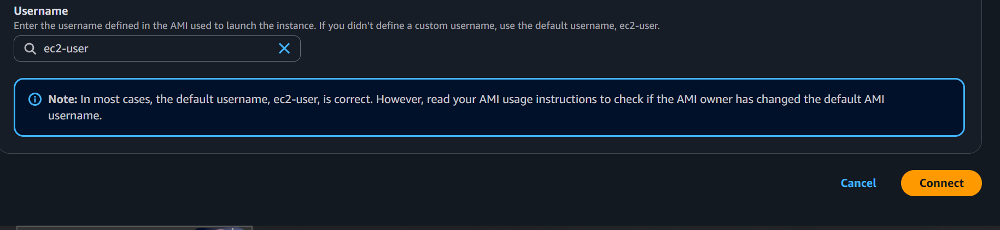 Username
Enter the username defined in the AMI used to launch the instance. If you didn't define a custom username, use the default username, ec2-user.
ec2-user
Note: In most cases, the default username, ec2-user, is correct. However, read your AMI usage instructions to check if the AMI owner has changed the default AMI
username.
Cancel
Connect